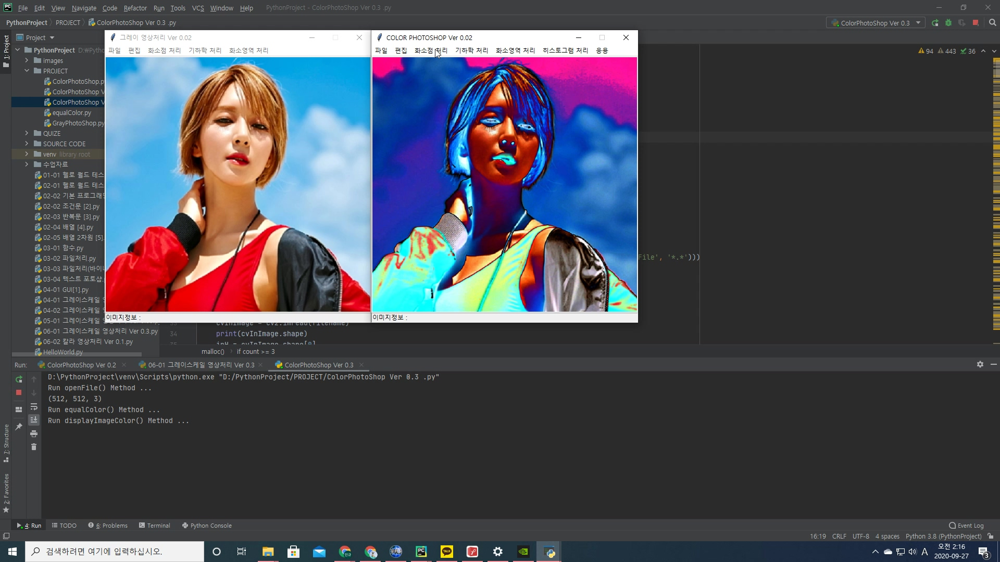 PC File Edit View Navigate Code Refactor Run Tools VCS Window Help PythonProject - ColorPhotoShop Ver 0.3 .py
PythonProject PROJECT ColorPhotoShop Ver 0.3 .py
ColorPhotoShop Ver 0.3
1: Project
Project
PythonProject D:₩Pytho
images
PROJECT
ColorPhotoShop.p
ColorPhotoShop V
ColorPhotoShop V
equalColor.py
GrayPhotoShop.py
QUIZE
SOURCE CODE
venv library root
수업자료
01-01 헬로 월드 테스
02-01 헬로 월드 테스
02-02 기본 프로그래밍
02-02 조건문 [2].py
02-03 반복문 [3].py
02-04 배열 [4].py
02-05 배열 2차원 [5].
03-01 함수.py
03-02 파일처리.py
03-03 파일처리(바이너
03-04 텍스트 포토샵.
04-01 GUI[1].py
04-01 그레이스케일
04-02 그레이스케일
05-01 그레이스케일
06-01 그레이스케일 영상처리 Ver 0.3.py
06-02 칼라 영상처리 Ver 0.1.py
HelloWorld.py
그레이 영상처리 Ver 0.02
파일 편집 화소점 처리 기하학 처리 화소영역 처리
이미지정보 :
COLOR PHOTOSHOP Ver 0.02
파일 편집 화소점 처리 기하학 처리 화소영역 처리 히스토그램 처리 응용
이미지정보 :
94 443 36
File', '*.*')))
33 cvInImage = cv2.imread(filename)
34 print(cvInImage.shape)
35 inH = cvInImage.shape[0]
malloc() if count >= 3
Run: ColorPhotoShop Ver 0.2 06-01 그레이스케일 영상처리 Ver 0.3 ColorPhotoShop Ver 0.3
D:\PythonProject\venv\Scripts\python.exe "D:/PythonProject/PROJECT/ColorPhotoShop Ver 0.3 .py"
Run openFile() Method ...
(512, 512, 3)
Run equalColor() Method ...
Run displayImageColor() Method ...
7: Structure
2: Favorites
4: Run TODO 6: Problems Terminal Python Console Event Log
16:19 CRLF UTF-8 4 spaces Python 3.8 (PythonProject)
검색하려면 여기에 입력하십시오.
PC
TALK
A
오전 2:16
2020-09-27
3